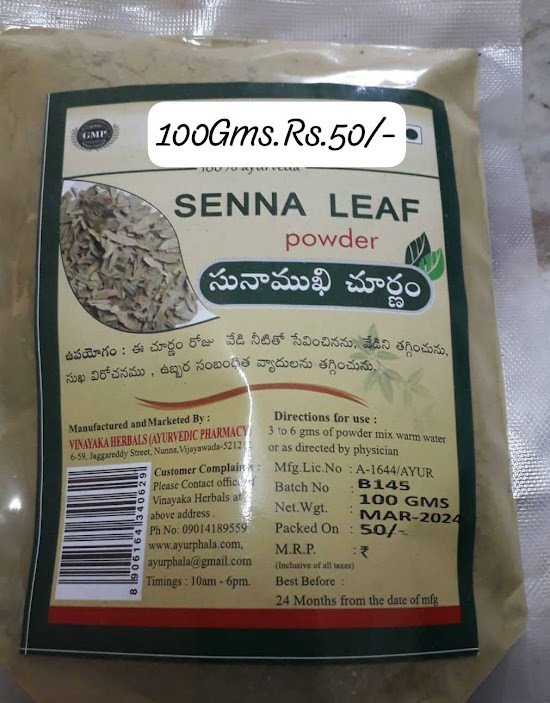 100Gms.Rs.50/-
GMP
100% ayurveda
SENNA LEAF
powder
సునాముఖి చూర్ణం
ఉపయోగం : ఈ చూర్ణం రోజు వేడి నీటితో సేవించినను వేడిని తగ్గించును,
సుఖ విరోచనము , ఉబ్బర సంబంధిత వ్యాధులను తగ్గించును.
Manufactured and Marketed By :
VINAYAKA HERBALS (AYURVEDIC PHARMACY)
6-59, Jaggareddy Street, Nunna,Vijayawada-5212
Customer Complain :
Please Contact office of
Vinayaka Herbals at
above address .
Ph No: 09014189559
www.ayurphala.com,
ayurphala@gmail.com
Timings : 10am - 6pm.
8 906164 340620
Directions for use :
3 to 6 gms of powder mix warm water
or as directed by physician
Mfg.Lic.No : A-1644/AYUR
Batch No : B145
Net.Wgt. : 100 GMS
Packed On : MAR-2024
M.R.P. : ₹ 50/-
(Inclusive of all taxes)
Best Before :
24 Months from the date of mfg